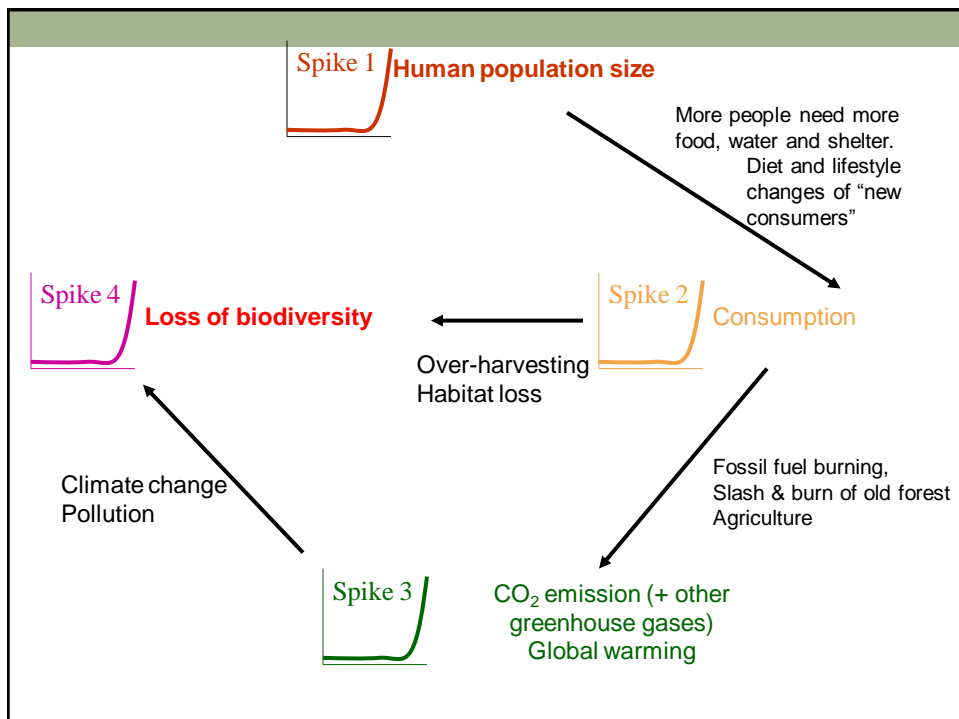 Spike 1
Human population size
More people need more
food, water and shelter.
Diet and lifestyle
changes of “new
consumers”
Spike 4
Loss of biodiversity
Spike 2
Consumption
Over-harvesting
Habitat loss
Climate change
Pollution
Fossil fuel burning,
Slash & burn of old forest
Agriculture
Spike 3
CO₂ emission (+ other
greenhouse gases)
Global warming